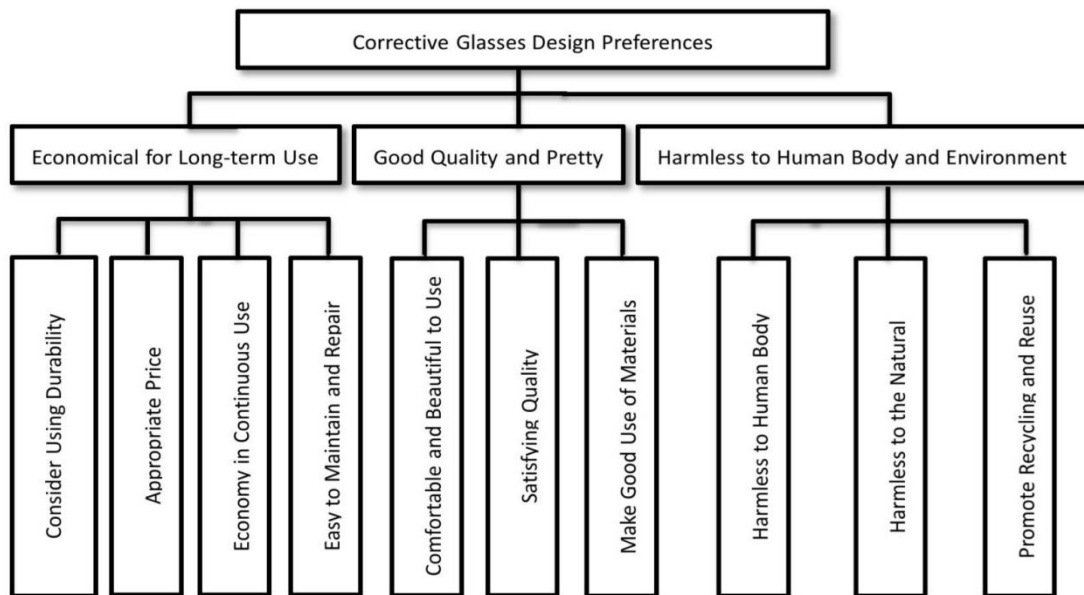 Corrective Glasses Design Preferences
Economical for Long-term Use
Good Quality and Pretty
Harmless to Human Body and Environment
Consider Using Durability
Appropriate Price
Economy in Continuous Use
Easy to Maintain and Repair
Comfortable and Beautiful to Use
Satisfying Quality
Make Good Use of Materials
Harmless to Human Body
Harmless to the Natural
Promote Recycling and Reuse